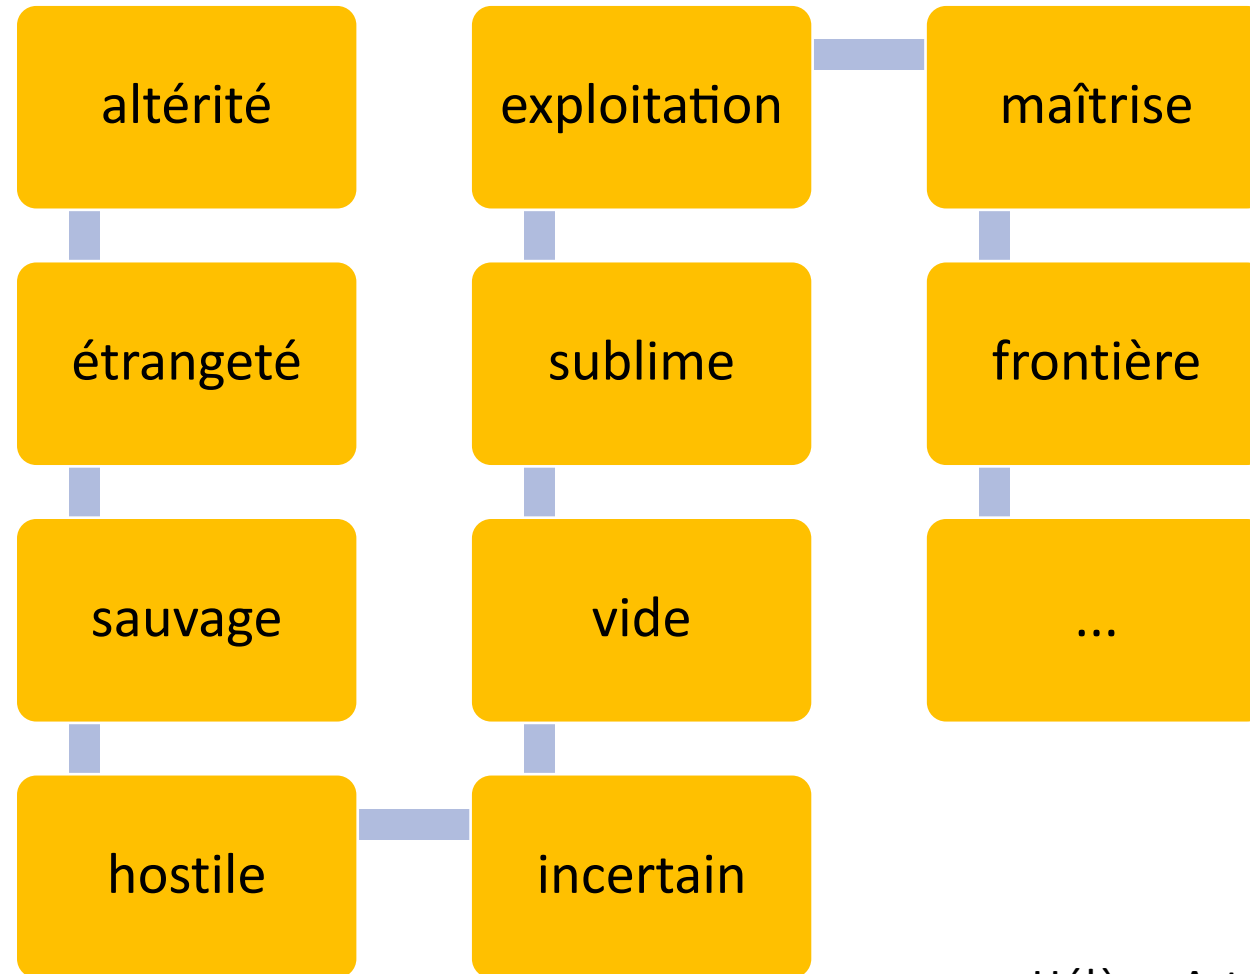 altérité
étrangeté
sauvage
hostile
incertain
vide
sublime
exploitation
maîtrise
frontière
...